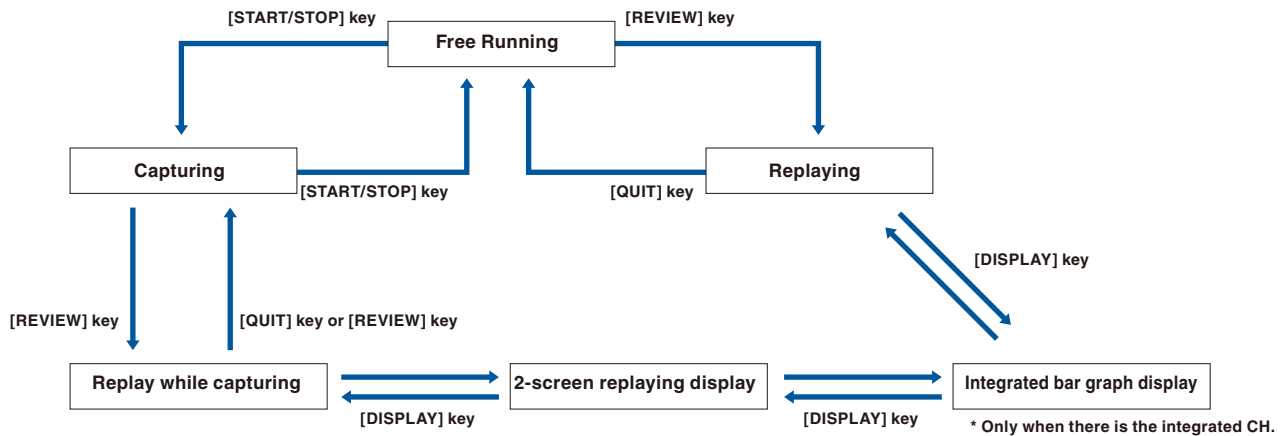 [START/STOP] key
Free Running
[REVIEW] key
Capturing
[START/STOP] key
Replaying
[QUIT] key
[DISPLAY] key
[REVIEW] key
[QUIT] key or [REVIEW] key
Replay while capturing
2-screen replaying display
Integrated bar graph display
[DISPLAY] key
[DISPLAY] key
* Only when there is the integrated CH.